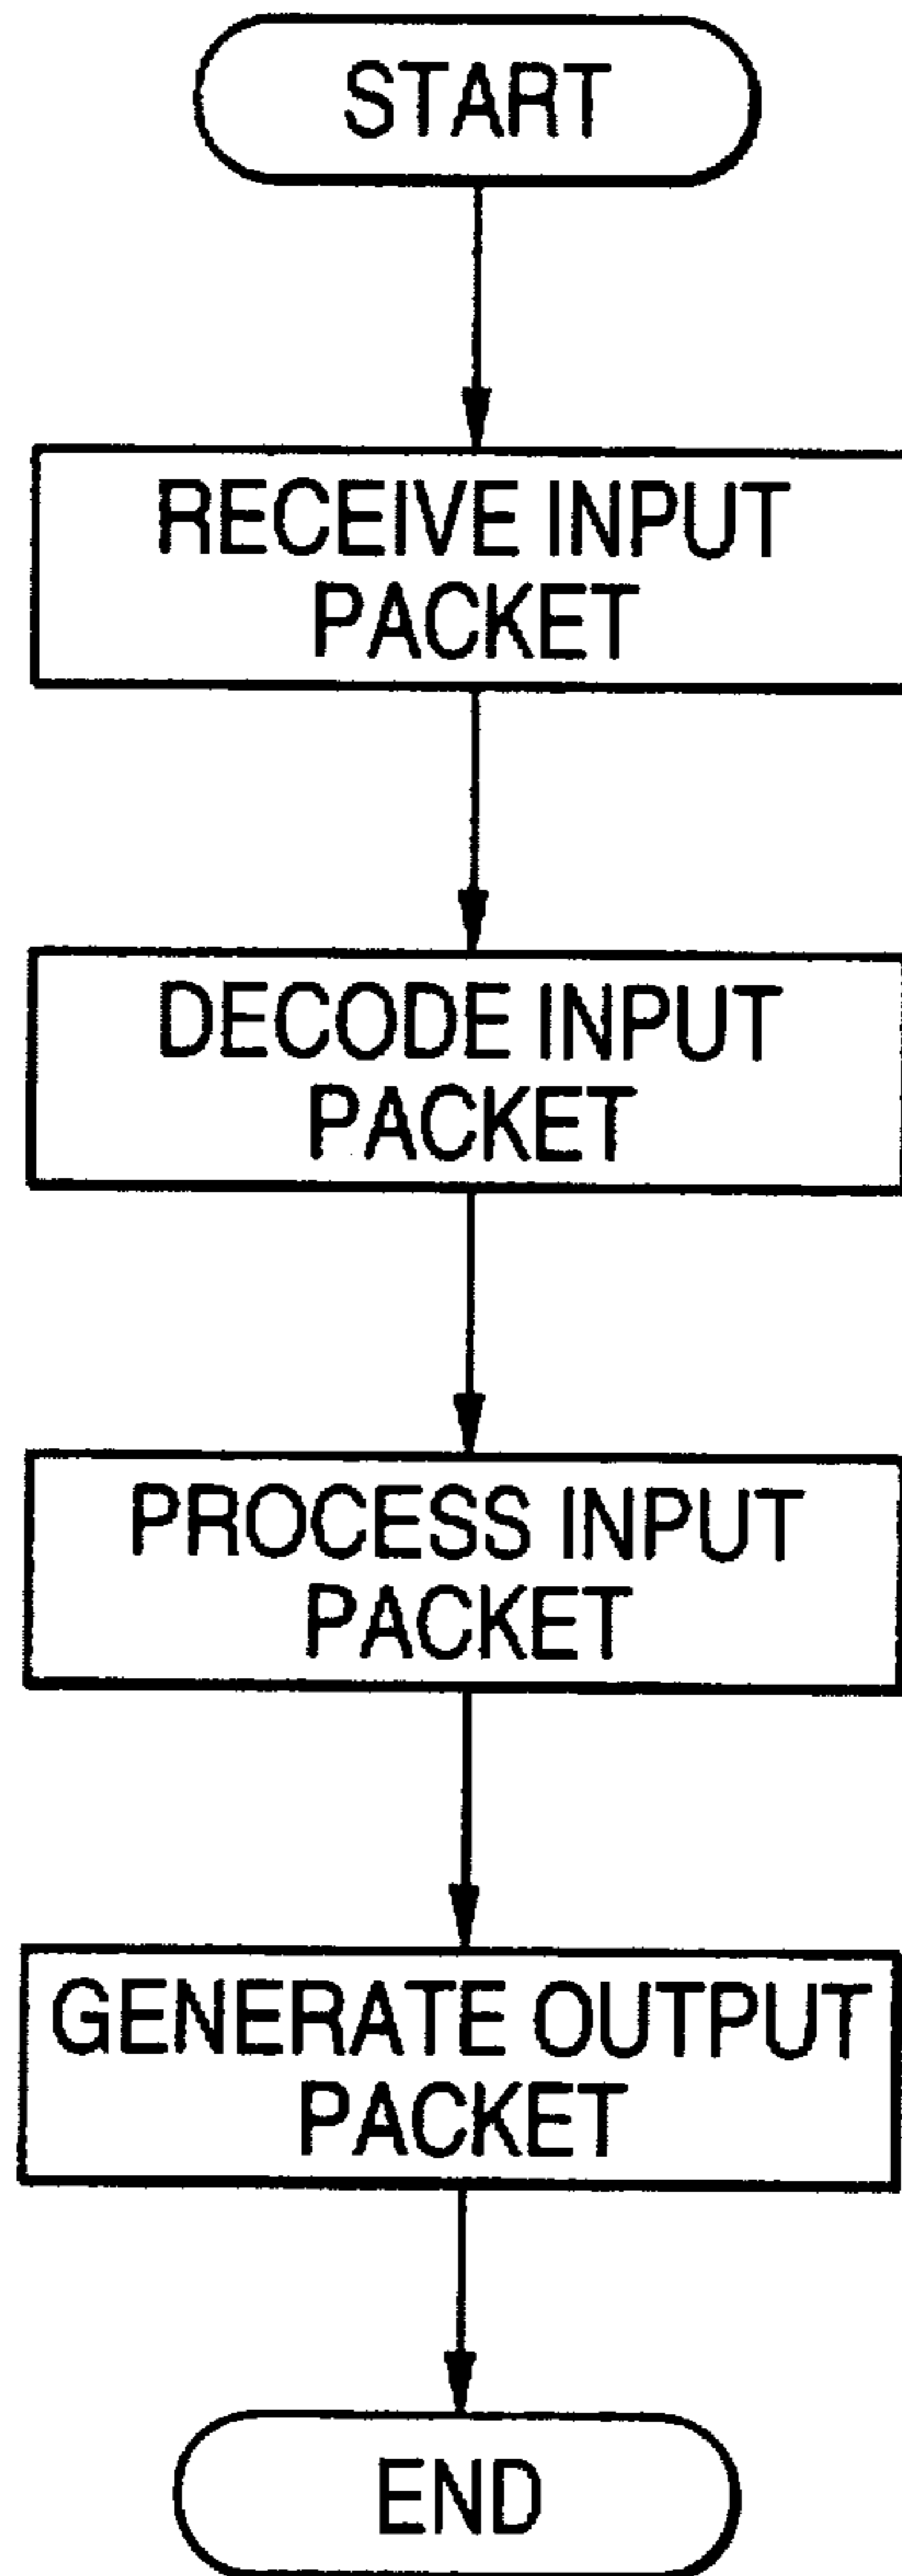 START
RECEIVE INPUT
PACKET
DECODE INPUT
PACKET
PROCESS INPUT
PACKET
GENERATE OUTPUT
PACKET
END